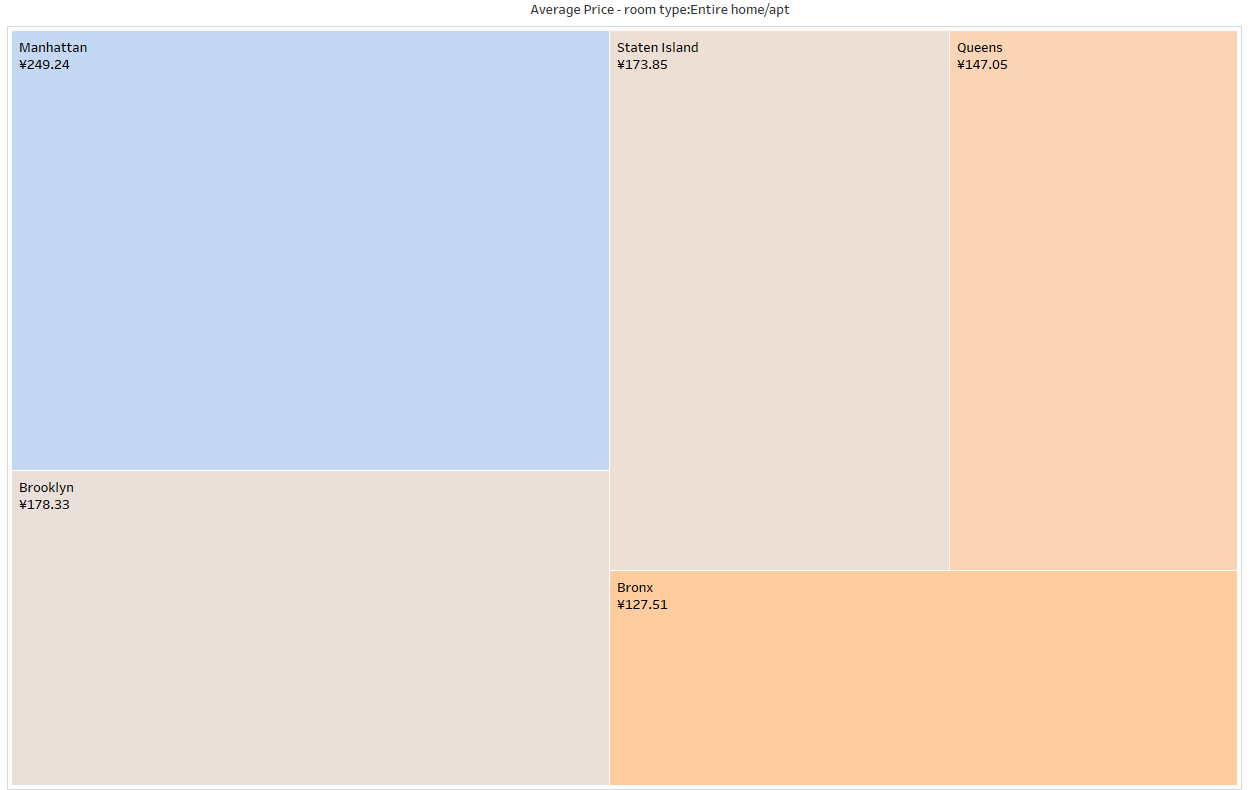 Average Price - room type:Entire home/apt
Manhattan
¥249.24
Staten Island
¥173.85
Queens
¥147.05
Brooklyn
¥178.33
Bronx
¥127.51